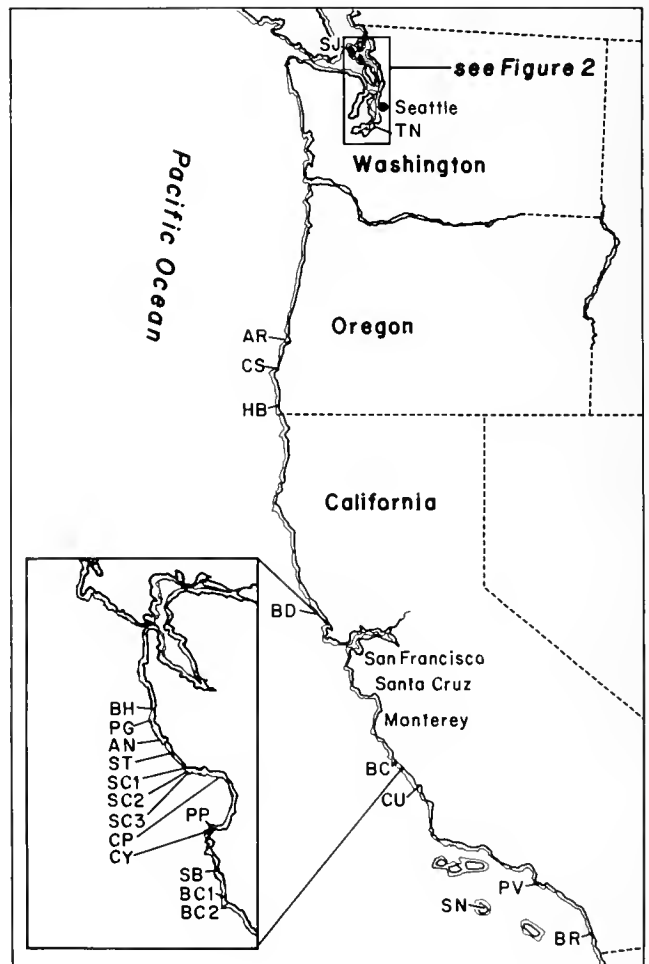 SJ
see Figure 2
Seattle
TN
Washington
Pacific Ocean
AR
Oregon
CS
HB
California
BD
San Francisco
Santa Cruz
Monterey
BC
CU
PV
SN
BR
BH
PG
AN
ST
SC1
SC2
SC3
PP
CP
CY
SB
BC1
BC2